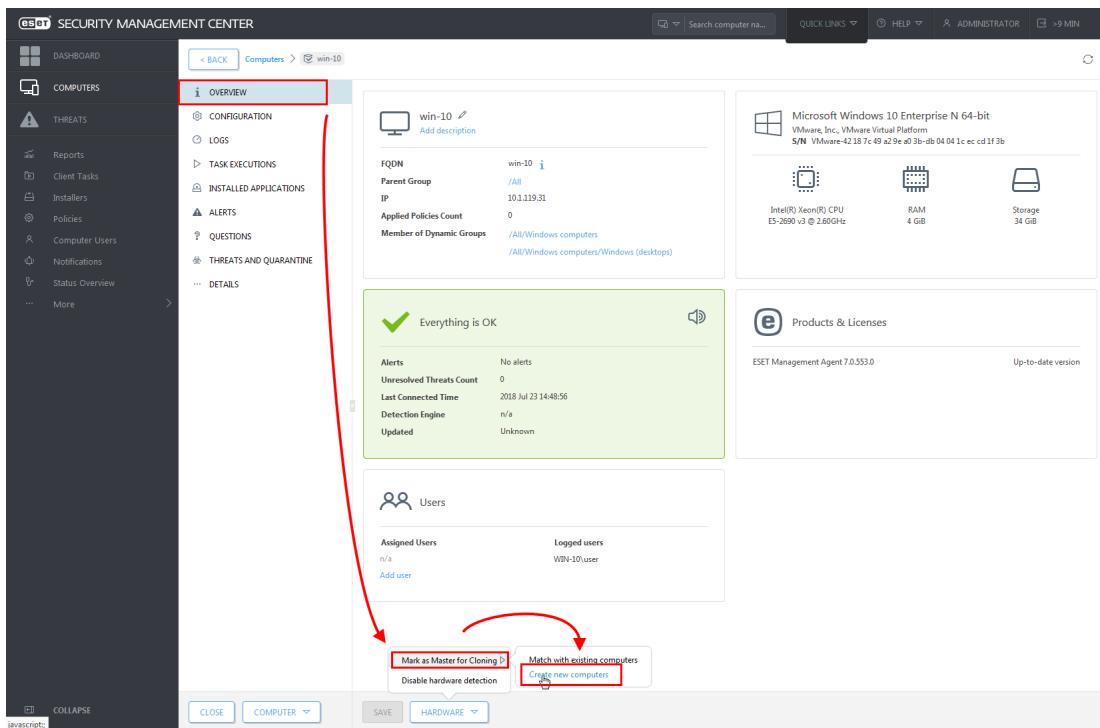 eset SECURITY MANAGEMENT CENTER
Search computer na...
QUICK LINKS
HELP
ADMINISTRATOR
>9 MIN
DASHBOARD
COMPUTERS
THREATS
Reports
Client Tasks
Installers
Policies
Computer Users
Notifications
Status Overview
More
COLLAPSE
javascript:;
< BACK Computers > win-10
OVERVIEW
CONFIGURATION
LOGS
TASK EXECUTIONS
INSTALLED APPLICATIONS
ALERTS
QUESTIONS
THREATS AND QUARANTINE
DETAILS
win-10
Add description
FQDN win-10
Parent Group /All
IP 10.1.119.31
Applied Policies Count 0
Member of Dynamic Groups /All/Windows computers
/All/Windows computers/Windows (desktops)
Microsoft Windows 10 Enterprise N 64-bit
VMware, Inc., VMware Virtual Platform
S/N VMware-42 18 7c 49 a2 9e a0 3b-db 04 04 1c ec cd 1f 3b
Intel(R) Xeon(R) CPU
E5-2690 v3 @ 2.60GHz
RAM
4 GiB
Storage
34 GiB
Everything is OK
Alerts No alerts
Unresolved Threats Count 0
Last Connected Time 2018 Jul 23 14:48:56
Detection Engine n/a
Updated Unknown
e Products & Licenses
ESET Management Agent 7.0.553.0 Up-to-date version
Users
Assigned Users Logged users
n/a WIN-10\user
Add user
Mark as Master for Cloning
Disable hardware detection
Match with existing computers
Create new computers
CLOSE
COMPUTER
SAVE
HARDWARE